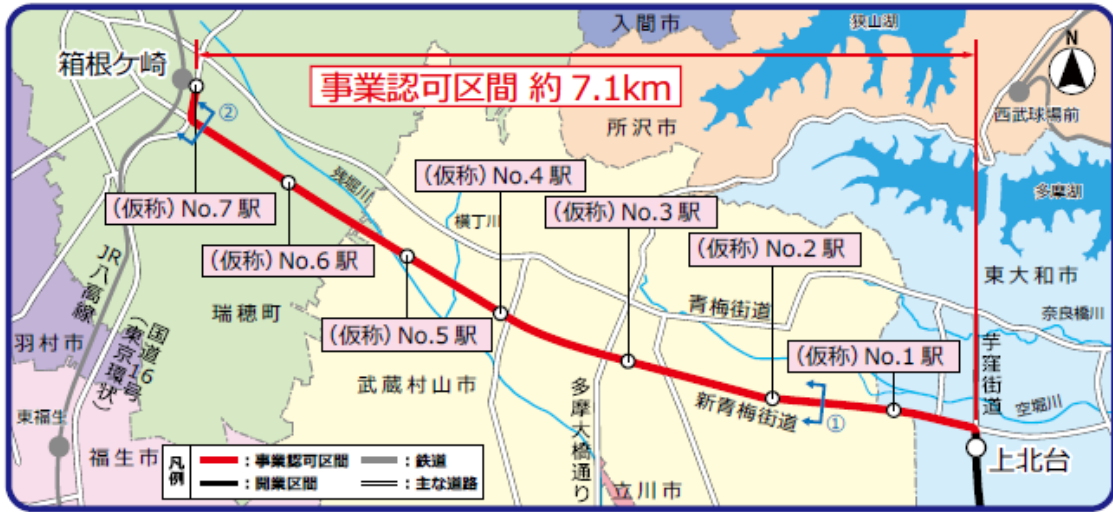 入間市
狭山湖
N
箱根ケ崎
事業認可区間 約 7.1km
②
所沢市
西武球場前
(仮称) No.7 駅
残堀川
(仮称) No.4 駅
横丁川
(仮称) No.3 駅
多摩湖
(仮称) No.2 駅
(仮称) No.6 駅
JR八高線
瑞穂町
東大和市
青梅街道
奈良橋川
国道16号
(東京環状)
羽村市
(仮称) No.5 駅
(仮称) No.1 駅
芋窪街道
武蔵村山市
多摩大橋通り
新青梅街道
①
空堀川
東福生
福生市
上北台
立川市
凡例
:事業認可区間
:鉄道
:開業区間
:主な道路